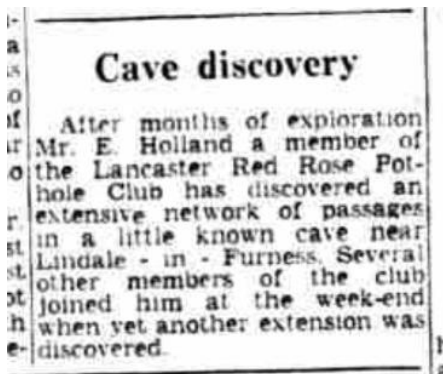 Cave discovery
After months of exploration
Mr. E. Holland a member of
the Lancaster Red Rose Pot-
hole Club has discovered an
extensive network of passages
in a little known cave near
Lindale - in - Furness. Several
other members of the club
joined him at the week-end
when yet another extension was
discovered.